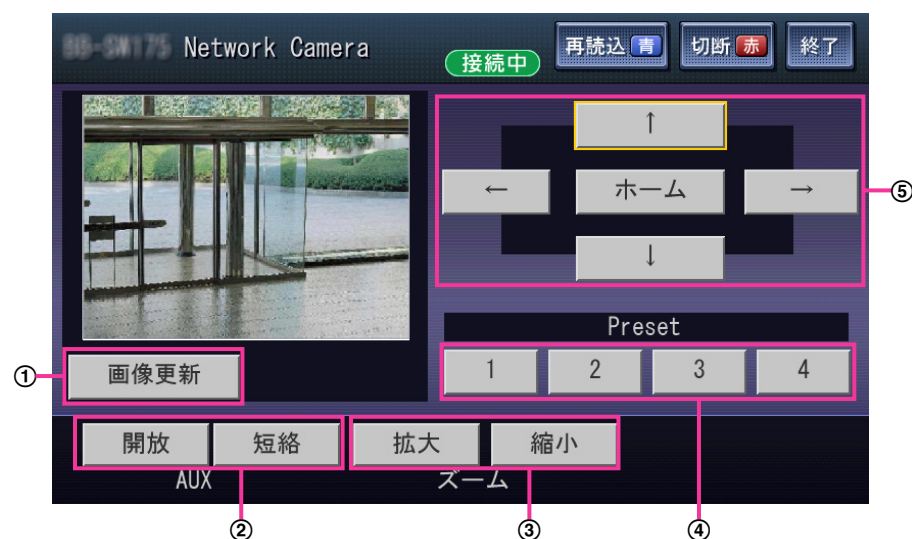 Network Camera
接続中
再読込 青
切断 赤
終了
↑
← ホーム →
↓
⑤
Preset
① 画像更新
1 2 3 4
開放 短絡 拡大 縮小
AUX ズーム
② ③ ④